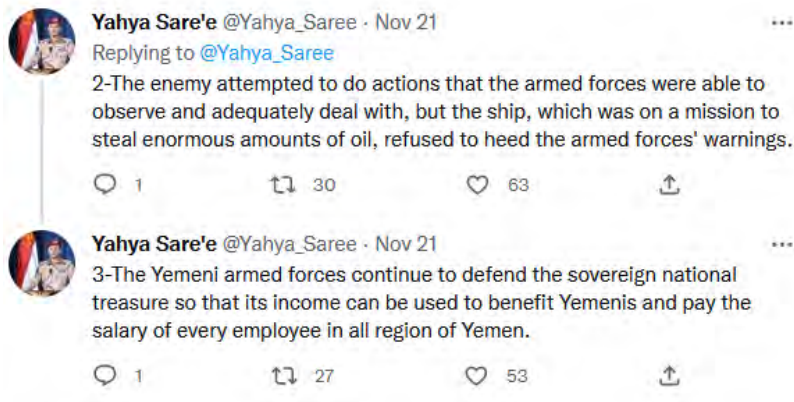 Yahya Sare'e @Yahya_Saree · Nov 21
Replying to @Yahya_Saree
2-The enemy attempted to do actions that the armed forces were able to
observe and adequately deal with, but the ship, which was on a mission to
steal enormous amounts of oil, refused to heed the armed forces' warnings.
1 30 63
Yahya Sare'e @Yahya_Saree · Nov 21
3-The Yemeni armed forces continue to defend the sovereign national
treasure so that its income can be used to benefit Yemenis and pay the
salary of every employee in all region of Yemen.
1 27 53